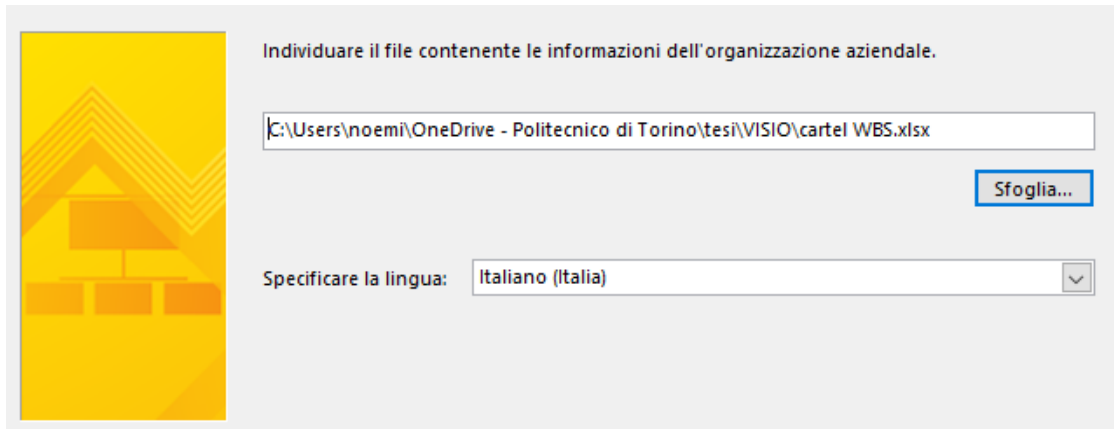 Individuare il file contenente le informazioni dell'organizzazione aziendale.
C:\Users\noemi\OneDrive - Politecnico di Torino\tesi\VISIO\cartel WBS.xlsx
Sfoglia...
Specificare la lingua: Italiano (Italia)